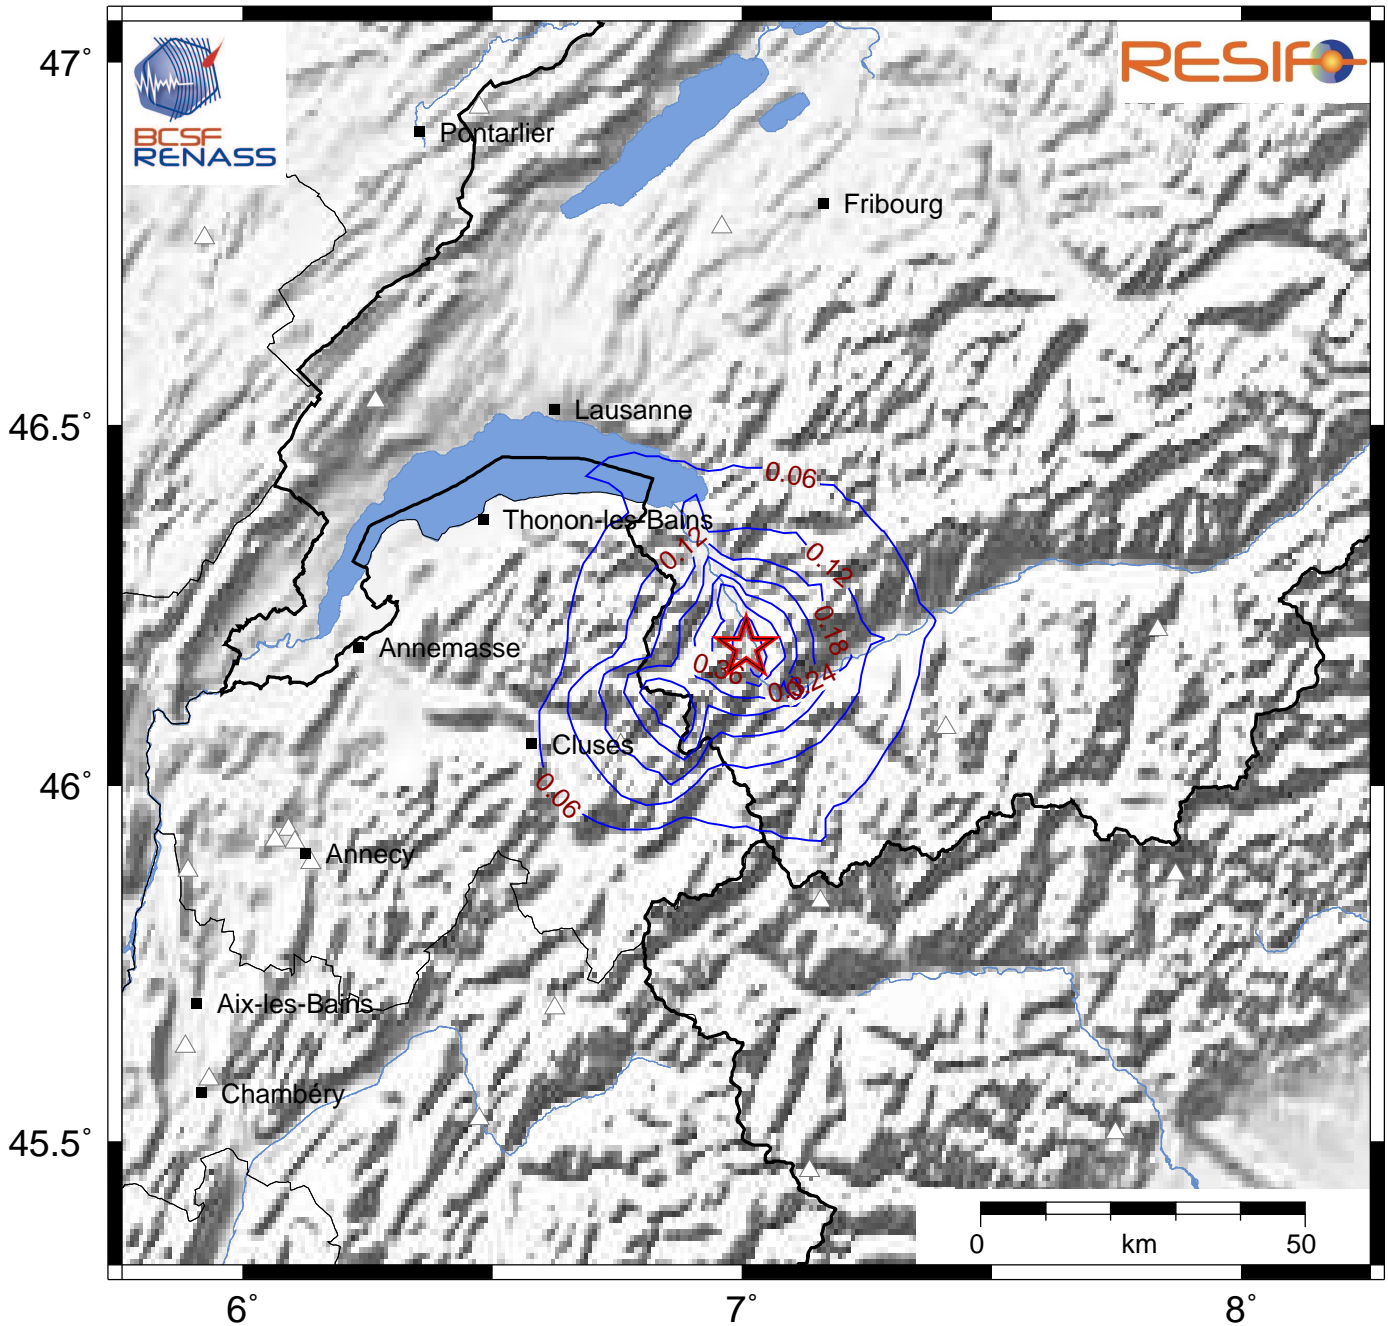 47°
BCSF
RENASS
RESIF
Pontarlier
Fribourg
46.5°
Lausanne
0.06
Thonon-les-Bains
0.12
0.12
0.18
Annemasse
0.36
0.3
0.24
Cluses
46°
0.06
Annecy
Aix-les-Bains
Chambéry
45.5°
0 km 50
6° 7° 8°